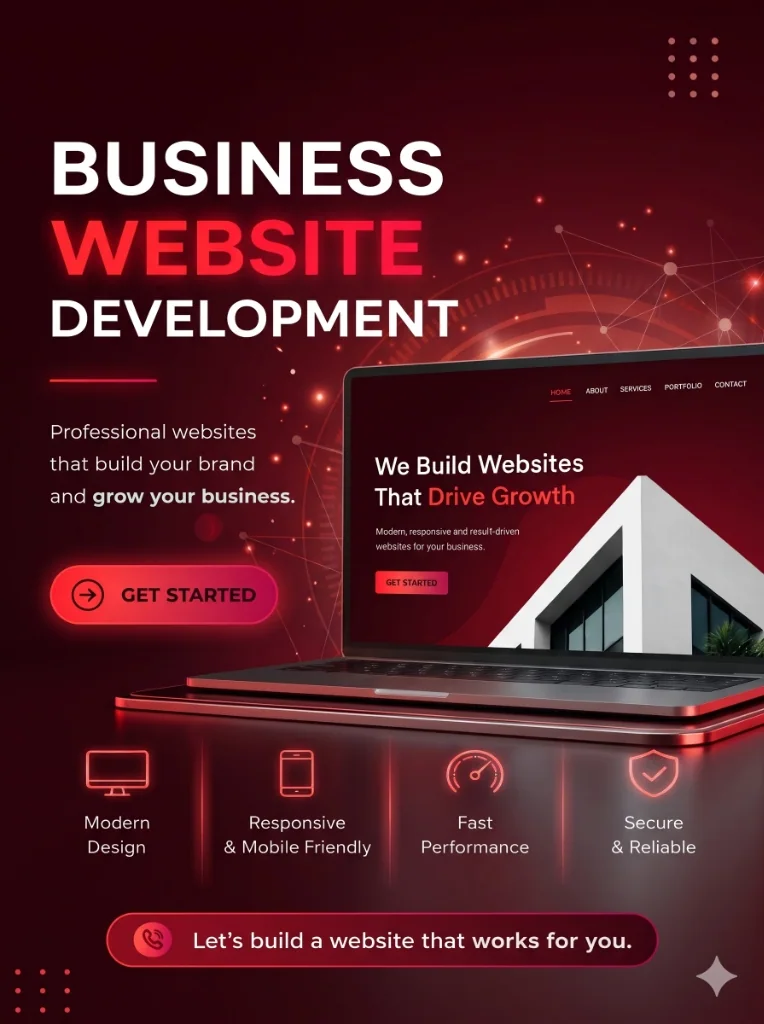 BUSINESS
WEBSITE
DEVELOPMENT
Professional websites
that build your brand
and grow your business.
GET STARTED
HOME ABOUT SERVICES PORTFOLIO CONTACT
We Build Websites
That Drive Growth
Modern, responsive and result-driven
websites for your business.
GET STARTED
Modern
Design
Responsive
& Mobile Friendly
Fast
Performance
Secure
& Reliable
Let's build a website that works for you.